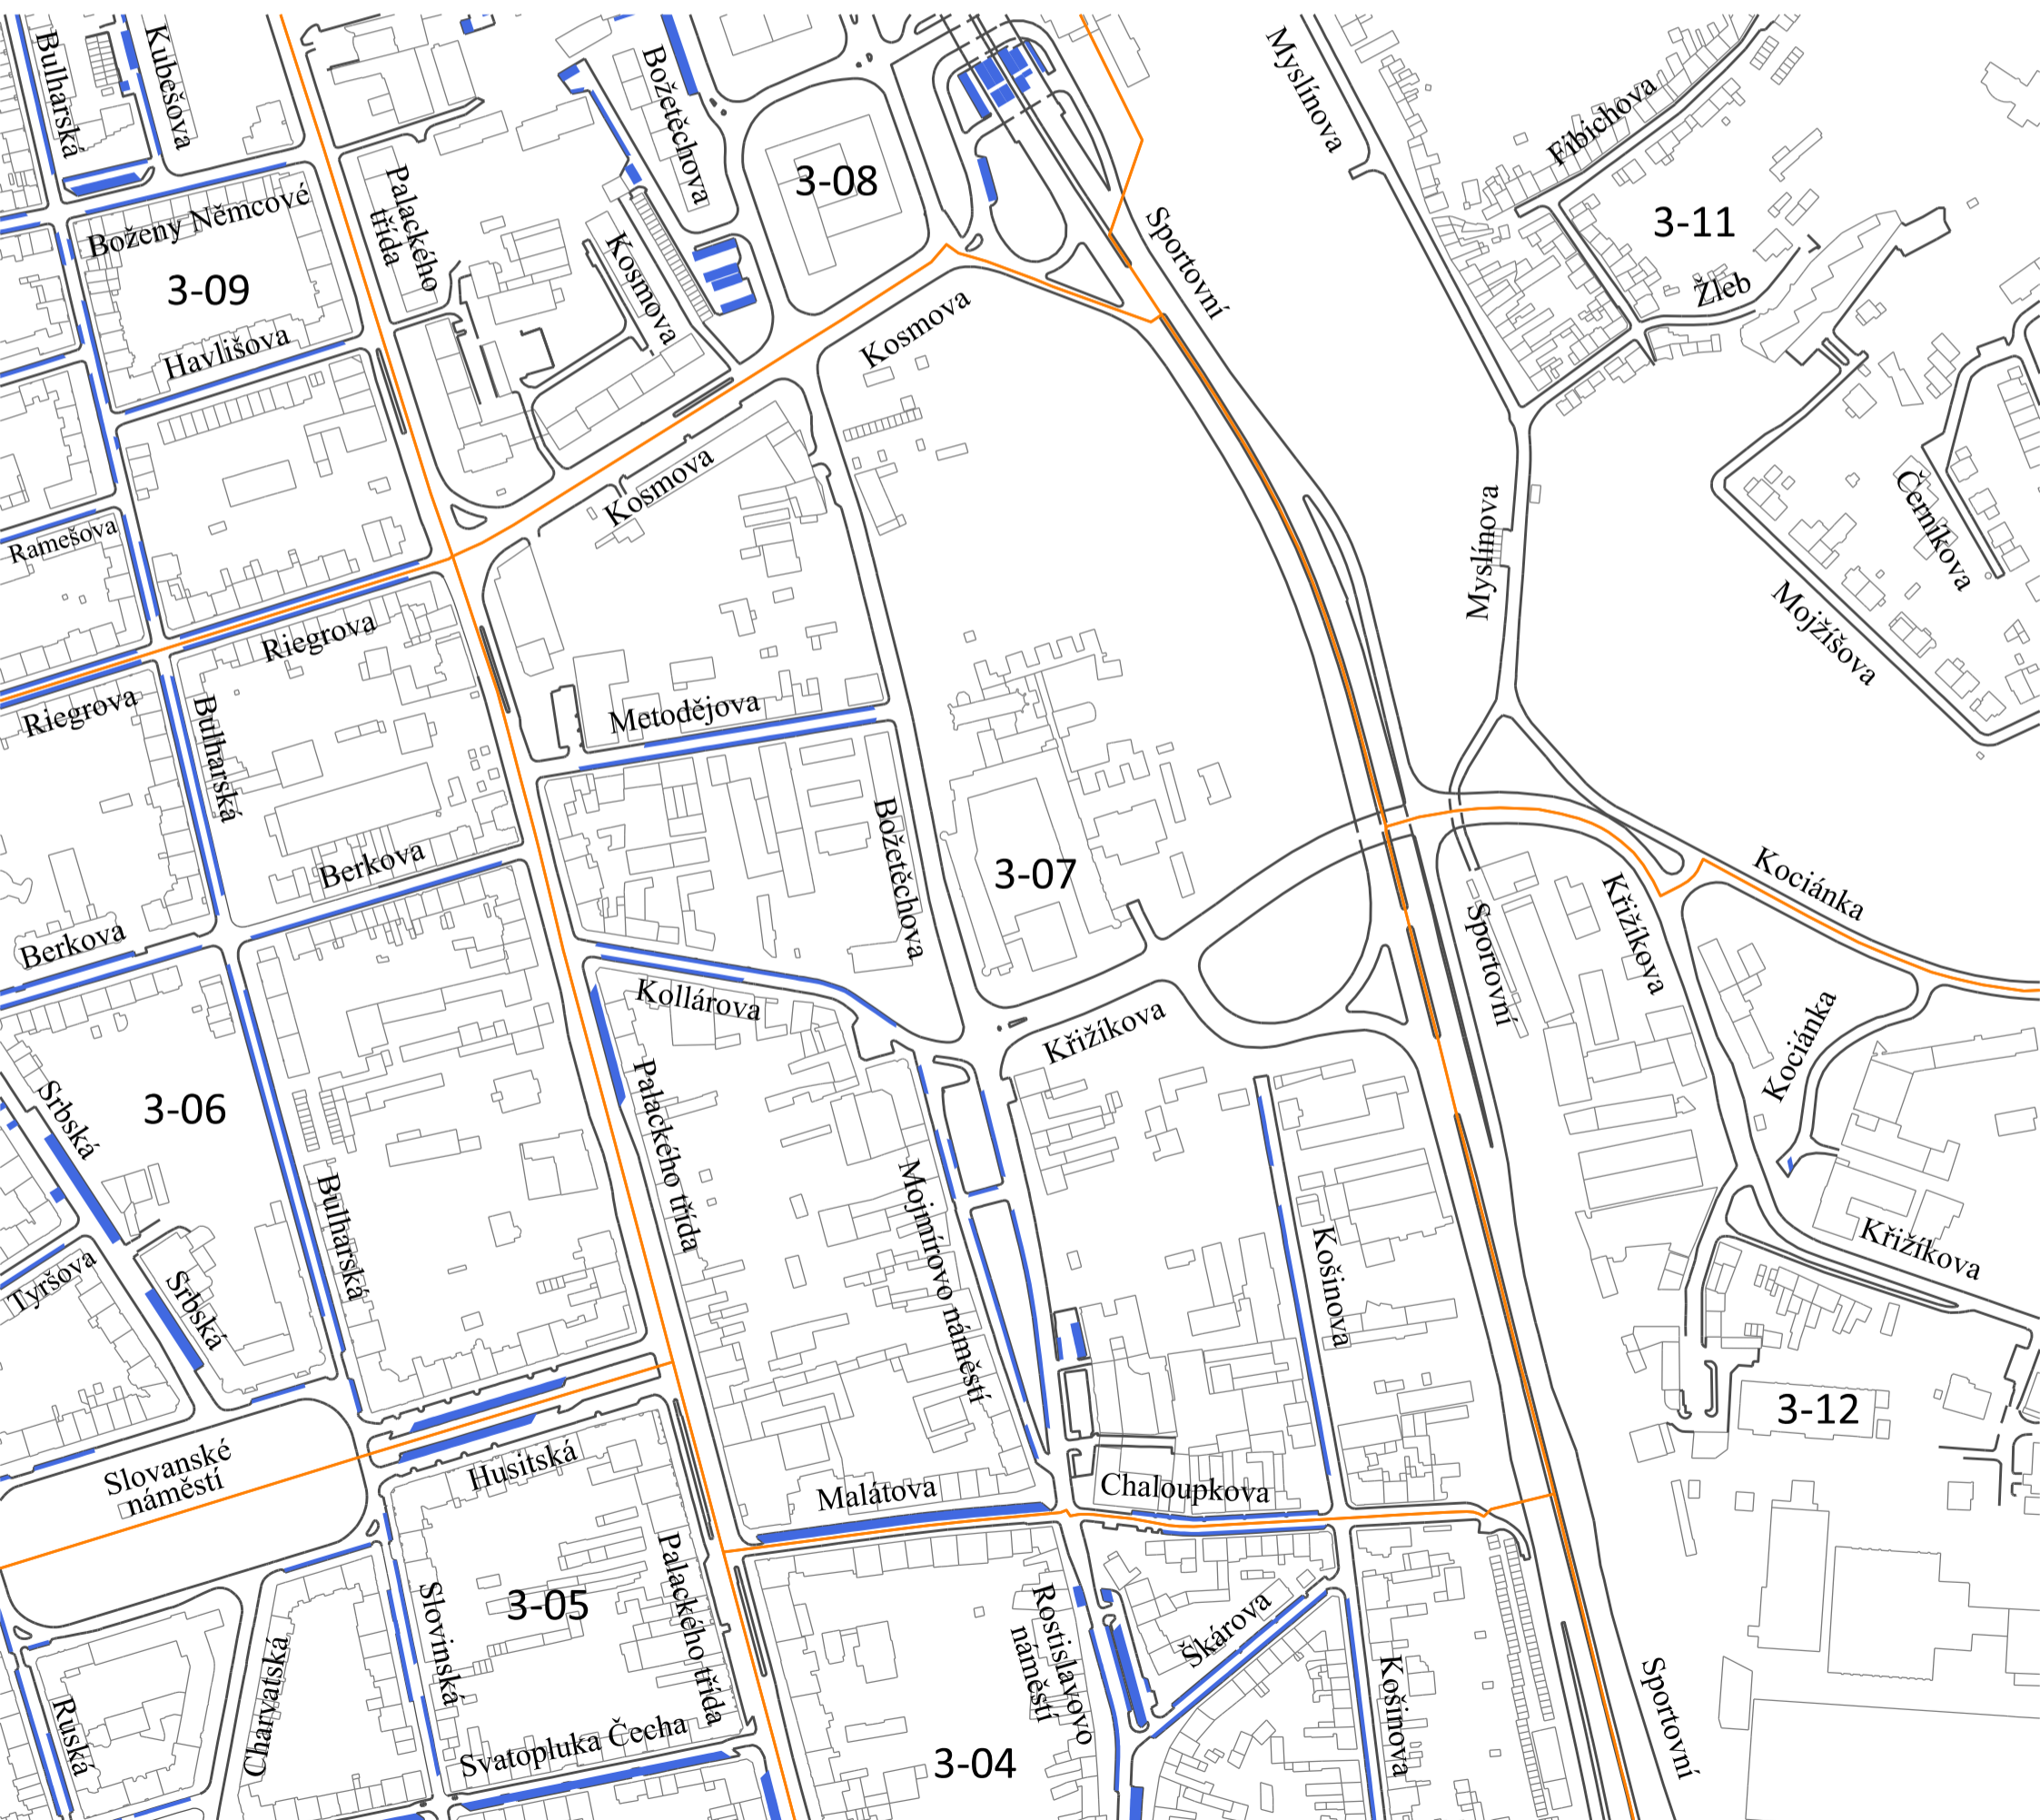 Bulharská
Kubešova
Božetěchova
Myslínova
Fibichova
3-08
3-11
Palackého
třída
Boženy Němcové
3-09
Kosmova
Sportovní
Žleb
Havlišova
Kosmova
Kosmova
Myslínova
Černíkova
Ramešova
Riegrova
Mojžíšova
Riegrova
Bulharská
Metodějova
Božetěchova
Berkova
3-07
Kociánka
Křižíkova
Sportovní
Berkova
Kollárova
Křižíkova
Kociánka
Srbská
3-06
Palackého třída
Mojmírovo náměstí
Bulharská
Křižíkova
Košinova
Tyršova
Srbská
3-12
Slovanské
náměstí
Husitská
Malátova
Chaloupkova
Palackého třída
Slovinská
3-05
Rostislavovo
náměstí
Škárova
Charvatská
Ruská
Svatopluka Čecha
3-04
Košinova
Sportovní